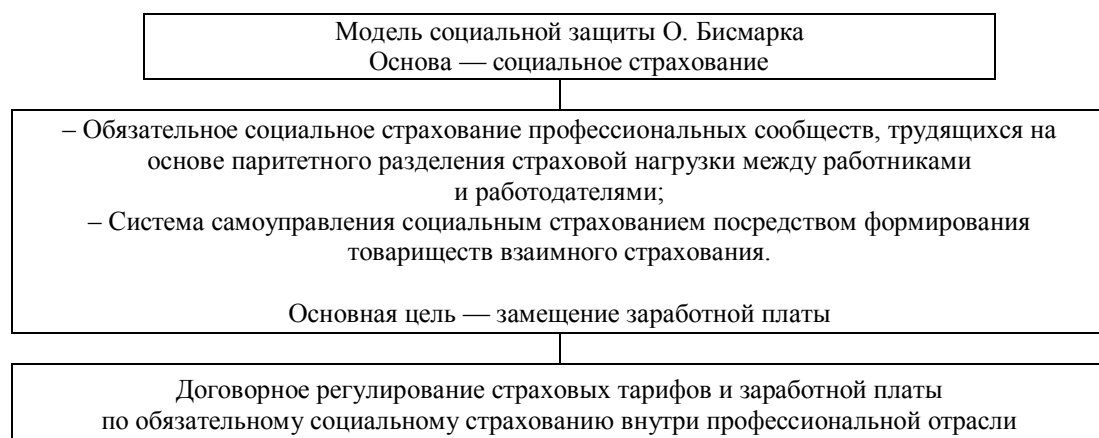 Модель социальной защиты О. Бисмарка
Основа — социальное страхование
– Обязательное социальное страхование профессиональных сообществ, трудящихся на
основе паритетного разделения страховой нагрузки между работниками
и работодателями;
– Система самоуправления социальным страхованием посредством формирования
товариществ взаимного страхования.
Основная цель — замещение заработной платы
Договорное регулирование страховых тарифов и заработной платы
по обязательному социальному страхованию внутри профессиональной отрасли